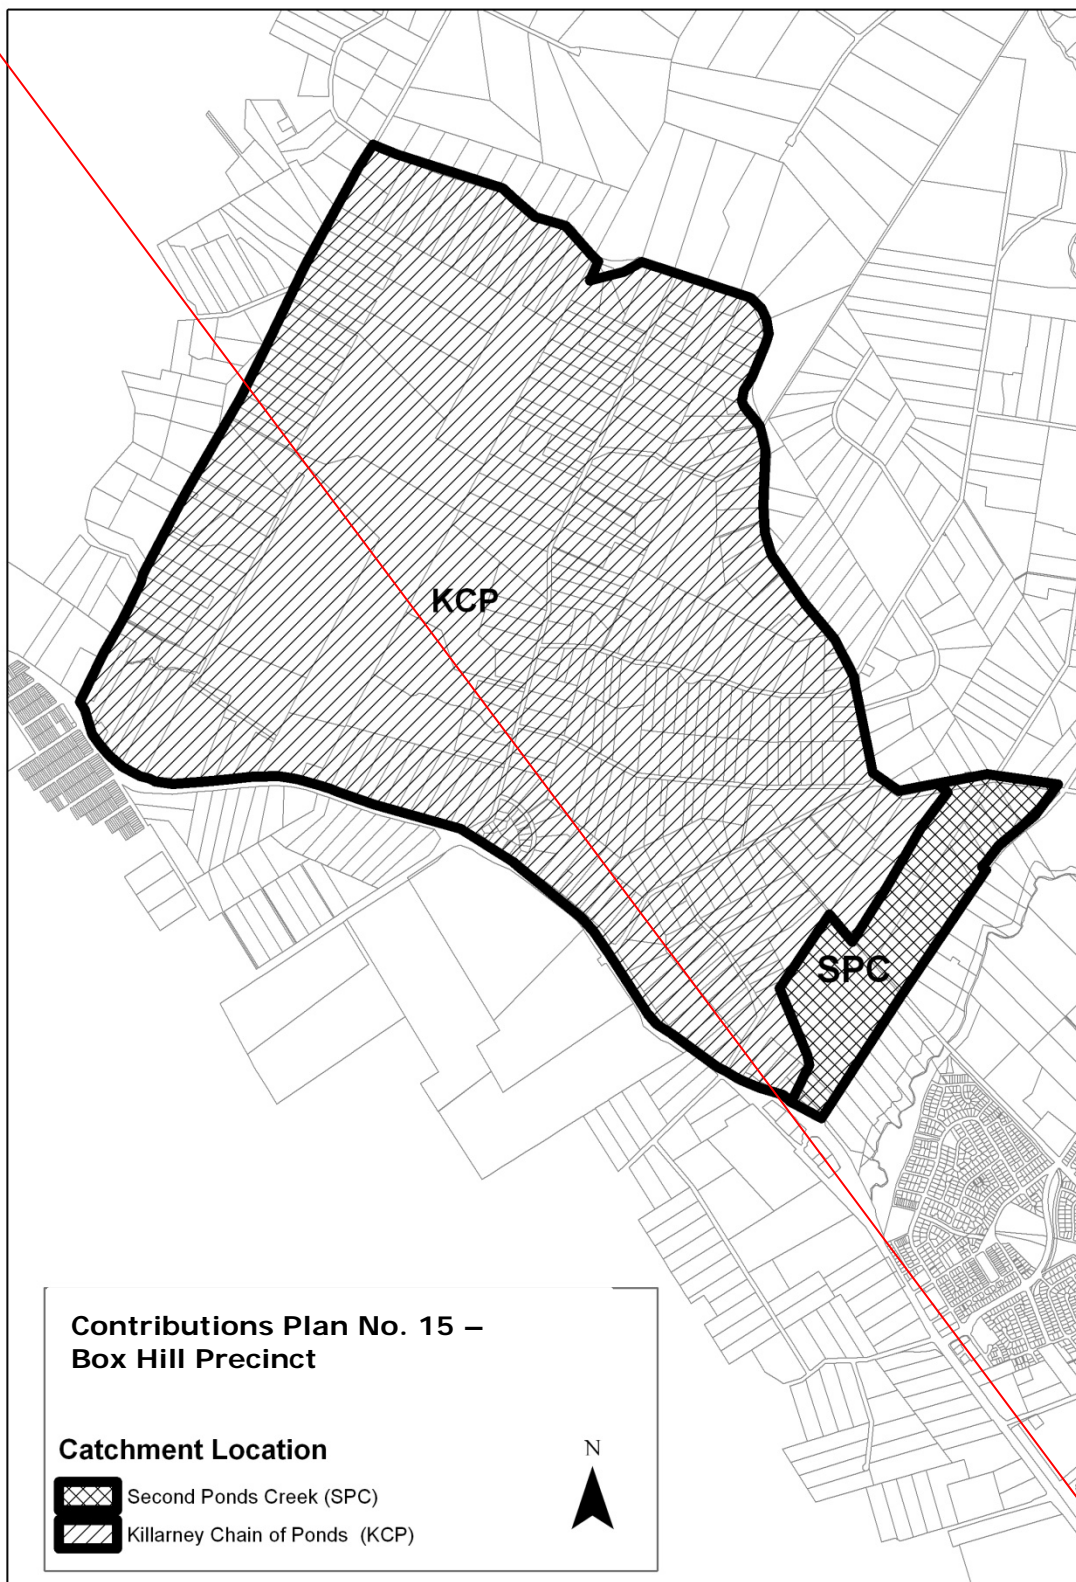 KCP
SPC
Contributions Plan No. 15 –
Box Hill Precinct
Catchment Location
N
Second Ponds Creek (SPC)
Killarney Chain of Ponds (KCP)